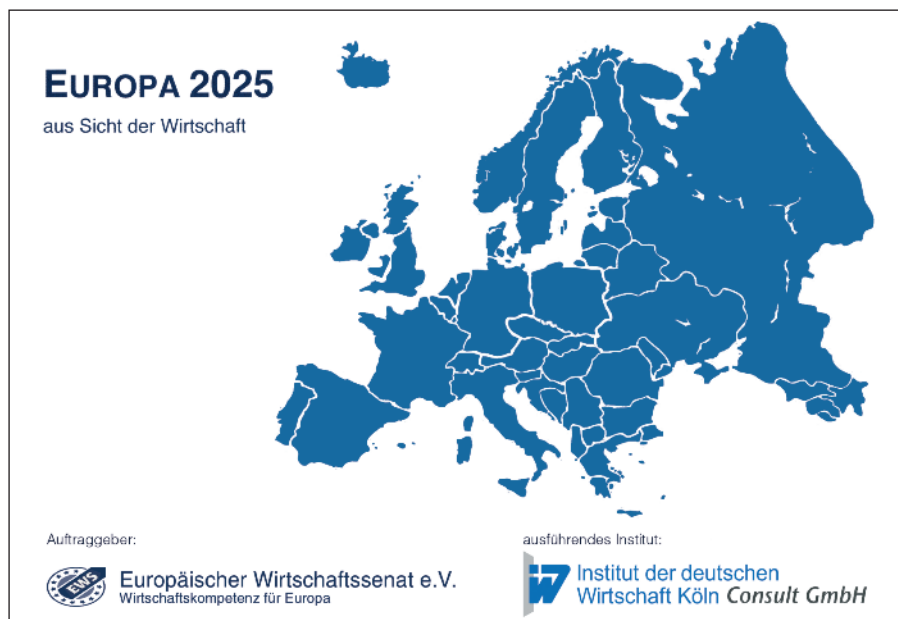 EUROPA 2025
aus Sicht der Wirtschaft
Auftraggeber:
EWS
Europäischer Wirtschaftssenat e.V.
Wirtschaftskompetenz für Europa
ausführendes Institut:
iW
Institut der deutschen
Wirtschaft Köln Consult GmbH